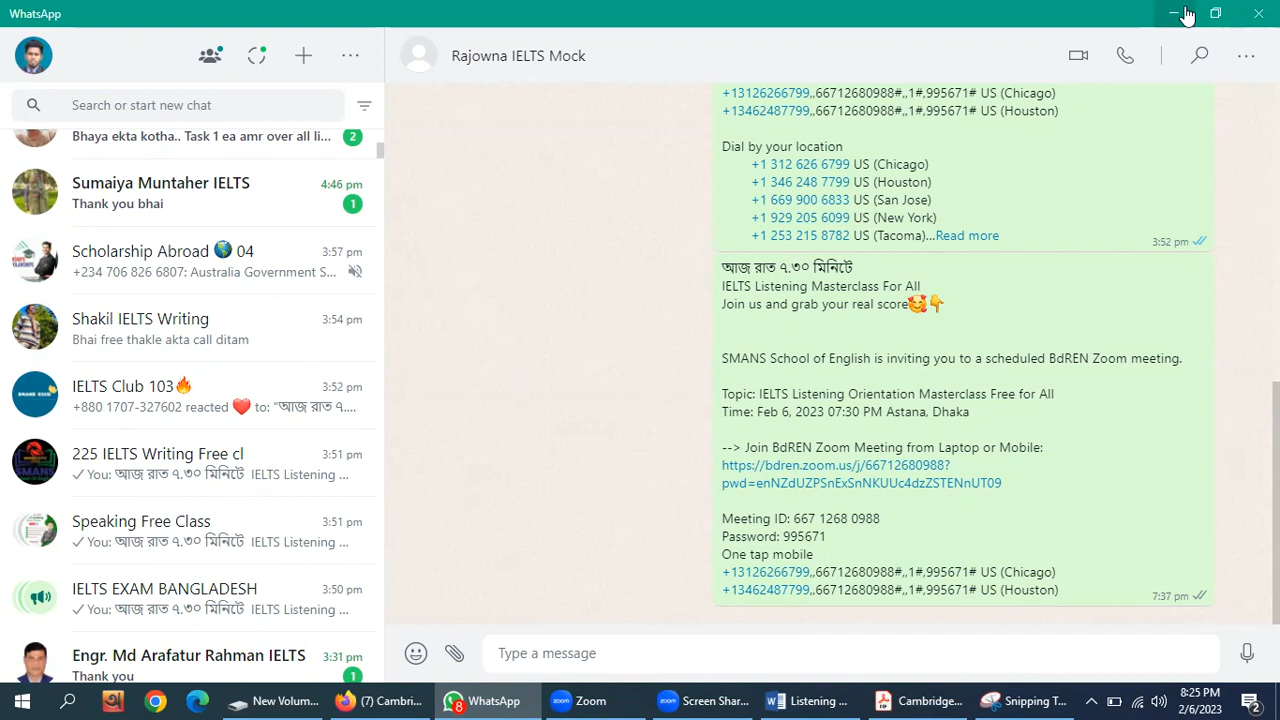 WhatsApp
Rajowna IELTS Mock
Search or start new chat
Bhaya ekta kotha.. Task 1 ea amr over all li...
2
Sumaiya Muntaher IELTS
4:46 pm
Thank you bhai
1
Scholarship Abroad 🌎 04
3:57 pm
+234 706 826 6807: Australia Government S...
Shakil IELTS Writing
3:54 pm
Bhai free thakle akta call ditam
IELTS Club 103🔥
3:52 pm
+880 1707-327602 reacted ❤️ to: "আজ রাত ৭....
225 IELTS Writing Free cl
3:51 pm
✓ You: আজ রাত ৭.৩০ মিনিটে IELTS Listening ...
Speaking Free Class
3:51 pm
✓ You: আজ রাত ৭.৩০ মিনিটে IELTS Listening ...
IELTS EXAM BANGLADESH
3:50 pm
✓ You: আজ রাত ৭.৩০ মিনিটে IELTS Listening ...
Engr. Md Arafatur Rahman IELTS
3:31 pm
Thank you
1
+13126266799,,66712680988#,,1#,995671# US (Chicago)
+13462487799,,66712680988#,,1#,995671# US (Houston)
Dial by your location
+1 312 626 6799 US (Chicago)
+1 346 248 7799 US (Houston)
+1 669 900 6833 US (San Jose)
+1 929 205 6099 US (New York)
+1 253 215 8782 US (Tacoma)...Read more
3:52 pm
আজ রাত ৭.৩০ মিনিটে
IELTS Listening Masterclass For All
Join us and grab your real score🥰👇
SMANS School of English is inviting you to a scheduled BdREN Zoom meeting.
Topic: IELTS Listening Orientation Masterclass Free for All
Time: Feb 6, 2023 07:30 PM Astana, Dhaka
--> Join BdREN Zoom Meeting from Laptop or Mobile:
https://bdren.zoom.us/j/66712680988?
pwd=enNZdUZPSnExSnNKUUc4dzZSTENnUT09
Meeting ID: 667 1268 0988
Password: 995671
One tap mobile
+13126266799,,66712680988#,,1#,995671# US (Chicago)
+13462487799,,66712680988#,,1#,995671# US (Houston)
7:37 pm
Type a message
New Volum...
(7) Cambri...
8
WhatsApp
Zoom
Screen Shar...
Listening ...
Cambridge...
Snipping T...
8:25 PM
2/6/2023
2